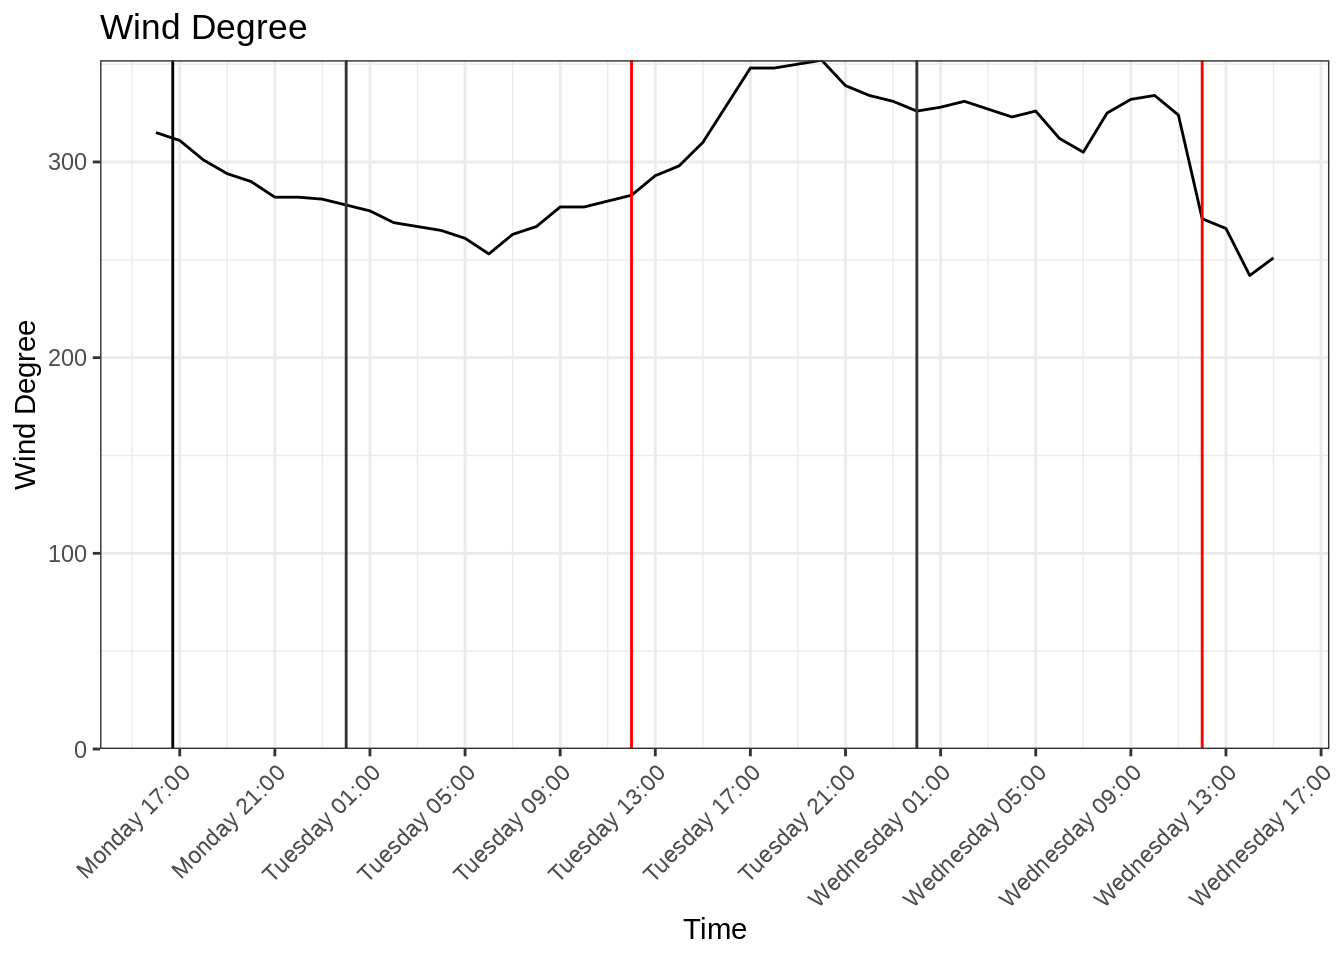 Wind Degree
Wind Degree
300
200
100
0
Monday 17:00
Monday 21:00
Tuesday 01:00
Tuesday 05:00
Tuesday 09:00
Tuesday 13:00
Tuesday 17:00
Tuesday 21:00
Wednesday 01:00
Wednesday 05:00
Wednesday 09:00
Wednesday 13:00
Wednesday 17:00
Time